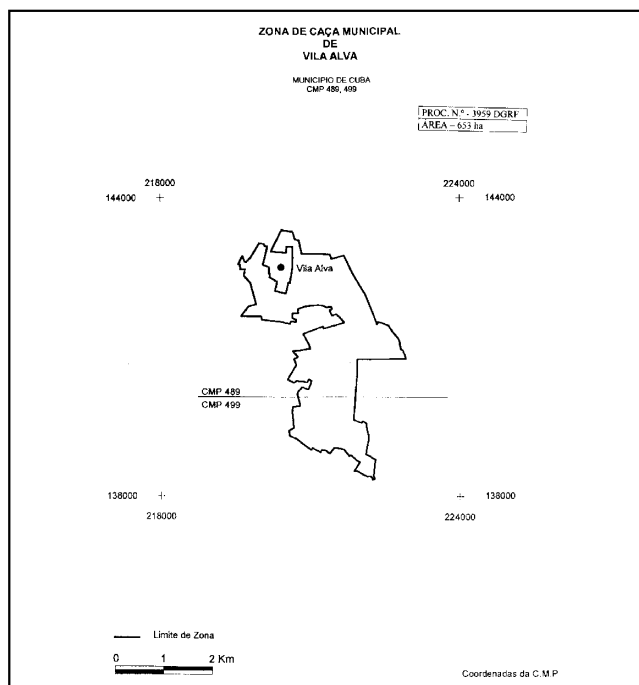 ZONA DE CAÇA MUNICIPAL
DE
VILA ALVA
MUNICIPIO DE CUBA
CMP 489, 499
PROC. N.º - 3959 DGRF
ÁREA – 653 ha
218000
224000
144000
144000
Vila Alva
CMP 489
CMP 499
138000
138000
218000
224000
Limite de Zona
0 1 2 Km
Coordenadas da C.M.P